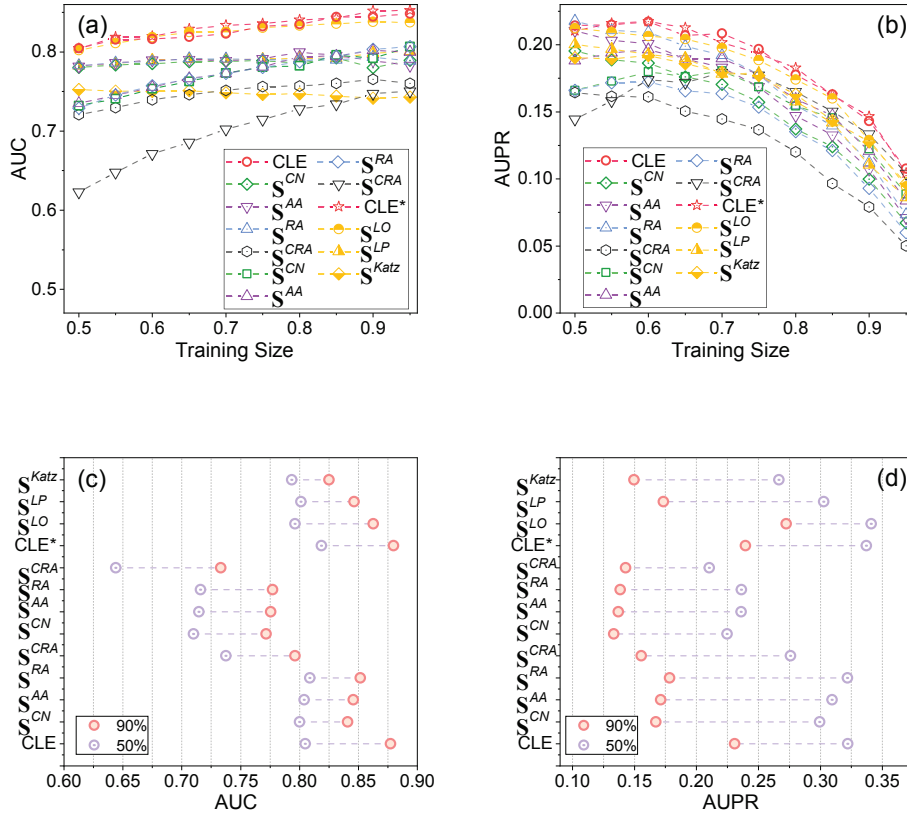 (a)
AUC
0.8
0.7
0.6
0.5
0.5
0.6
0.7
0.8
0.9
Training Size
CLE
S^CN
S^AA
S^RA
S^CRA
S^CN
S^AA
S^RA
S^CRA
CLE*
S^LO
S^LP
S^Katz
(b)
AUPR
0.20
0.15
0.10
0.05
0.00
0.5
0.6
0.7
0.8
0.9
Training Size
CLE
S^CN
S^AA
S^RA
S^CRA
S^CN
S^AA
S^RA
S^CRA
CLE*
S^LO
S^LP
S^Katz
(c)
S^Katz
S^LP
S^LO
CLE*
S^CRA
S^RA
S^AA
S^CN
S^CRA
S^RA
S^AA
S^CN
CLE
90%
50%
0.60
0.65
0.70
0.75
0.80
0.85
0.90
AUC
(d)
S^Katz
S^LP
S^LO
CLE*
S^CRA
S^RA
S^AA
S^CN
S^CRA
S^RA
S^AA
S^CN
CLE
90%
50%
0.10
0.15
0.20
0.25
0.30
0.35
AUPR